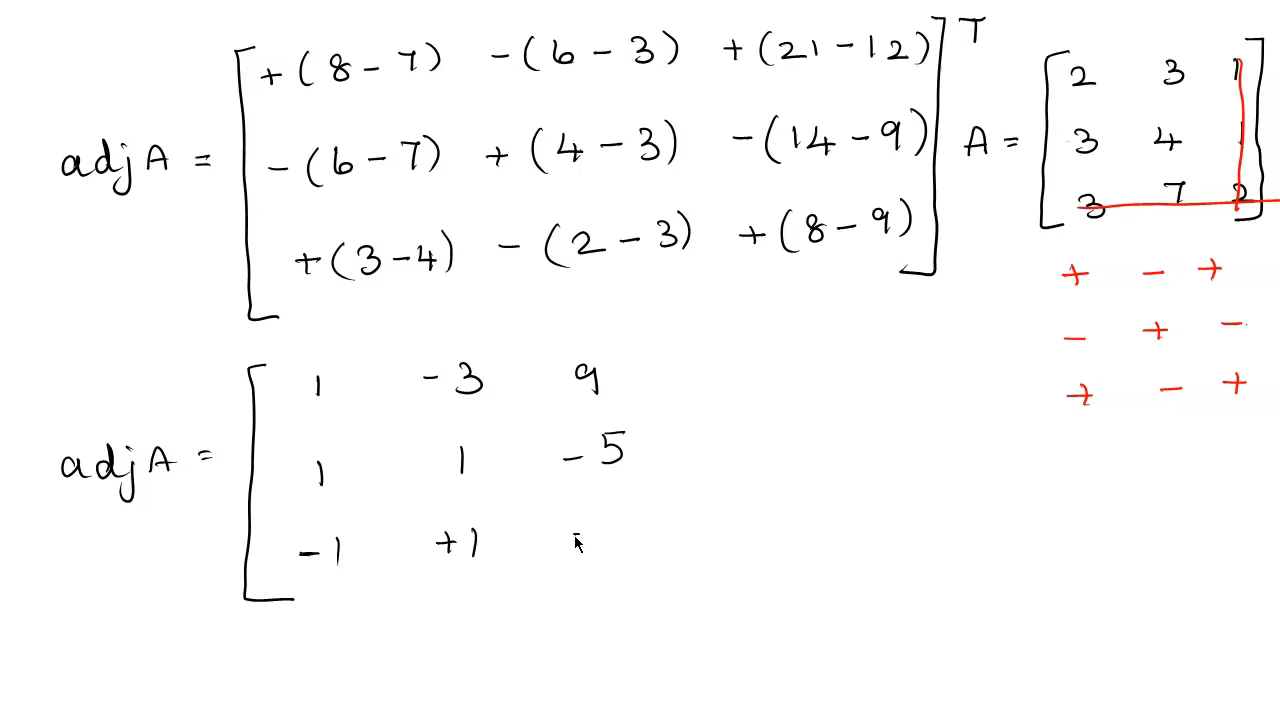 adj A = [ +(8 - 7) -(6 - 3) +(21 - 12)
-(6 - 7) +(4 - 3) -(14 - 9)
+(3 - 4) -(2 - 3) +(8 - 9) ]T
A = [ 2 3 1
3 4 1
3 7 2 ]
+ - +
- + -
+ - +
adj A = [ 1 - 3 9
1 1 - 5
- 1 + 1 -